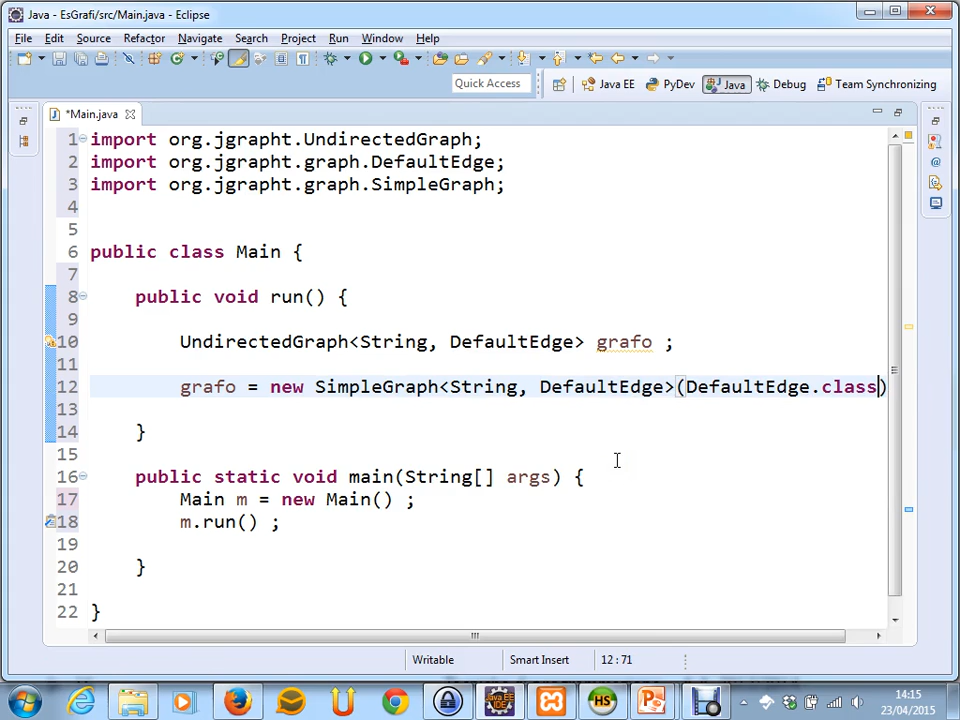 Java - EsGrafi/src/Main.java - Eclipse
File Edit Source Refactor Navigate Search Project Run Window Help
Quick Access Java EE PyDev Java Debug Team Synchronizing
*Main.java
1 import org.jgrapht.UndirectedGraph;
2 import org.jgrapht.graph.DefaultEdge;
3 import org.jgrapht.graph.SimpleGraph;
4
5
6 public class Main {
7
8 public void run() {
9
10 UndirectedGraph<String, DefaultEdge> grafo ;
11
12 grafo = new SimpleGraph<String, DefaultEdge>(DefaultEdge.class)
13
14 }
15
16 public static void main(String[] args) {
17 Main m = new Main() ;
18 m.run() ;
19
20 }
21
22 }
Writable Smart Insert 12 : 71
14:15
23/04/2015